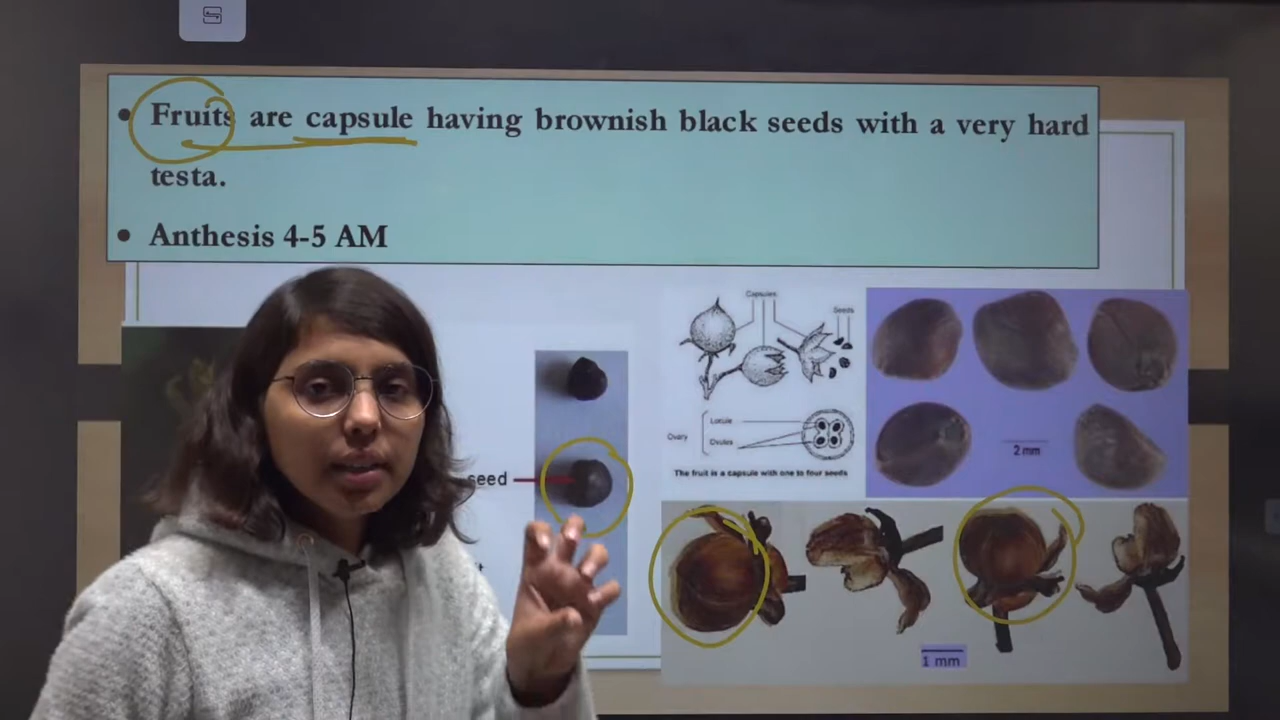 • Fruits are capsule having brownish black seeds with a very hard
testa.
• Anthesis 4-5 AM
Capsules
Seeds
seed
Locule
Ovary
Ovules
The fruit is a capsule with one to four seeds
2 mm
1 mm